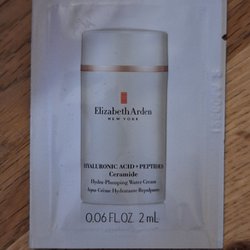 Elizabeth Arden
NEW YORK
HYALURONIC ACID + PEPTIDES
Ceramide
Hydra-Plumping Water Cream
Aqua-Crème Hydratante Repulpante
0.06 FL.OZ. 2 mL